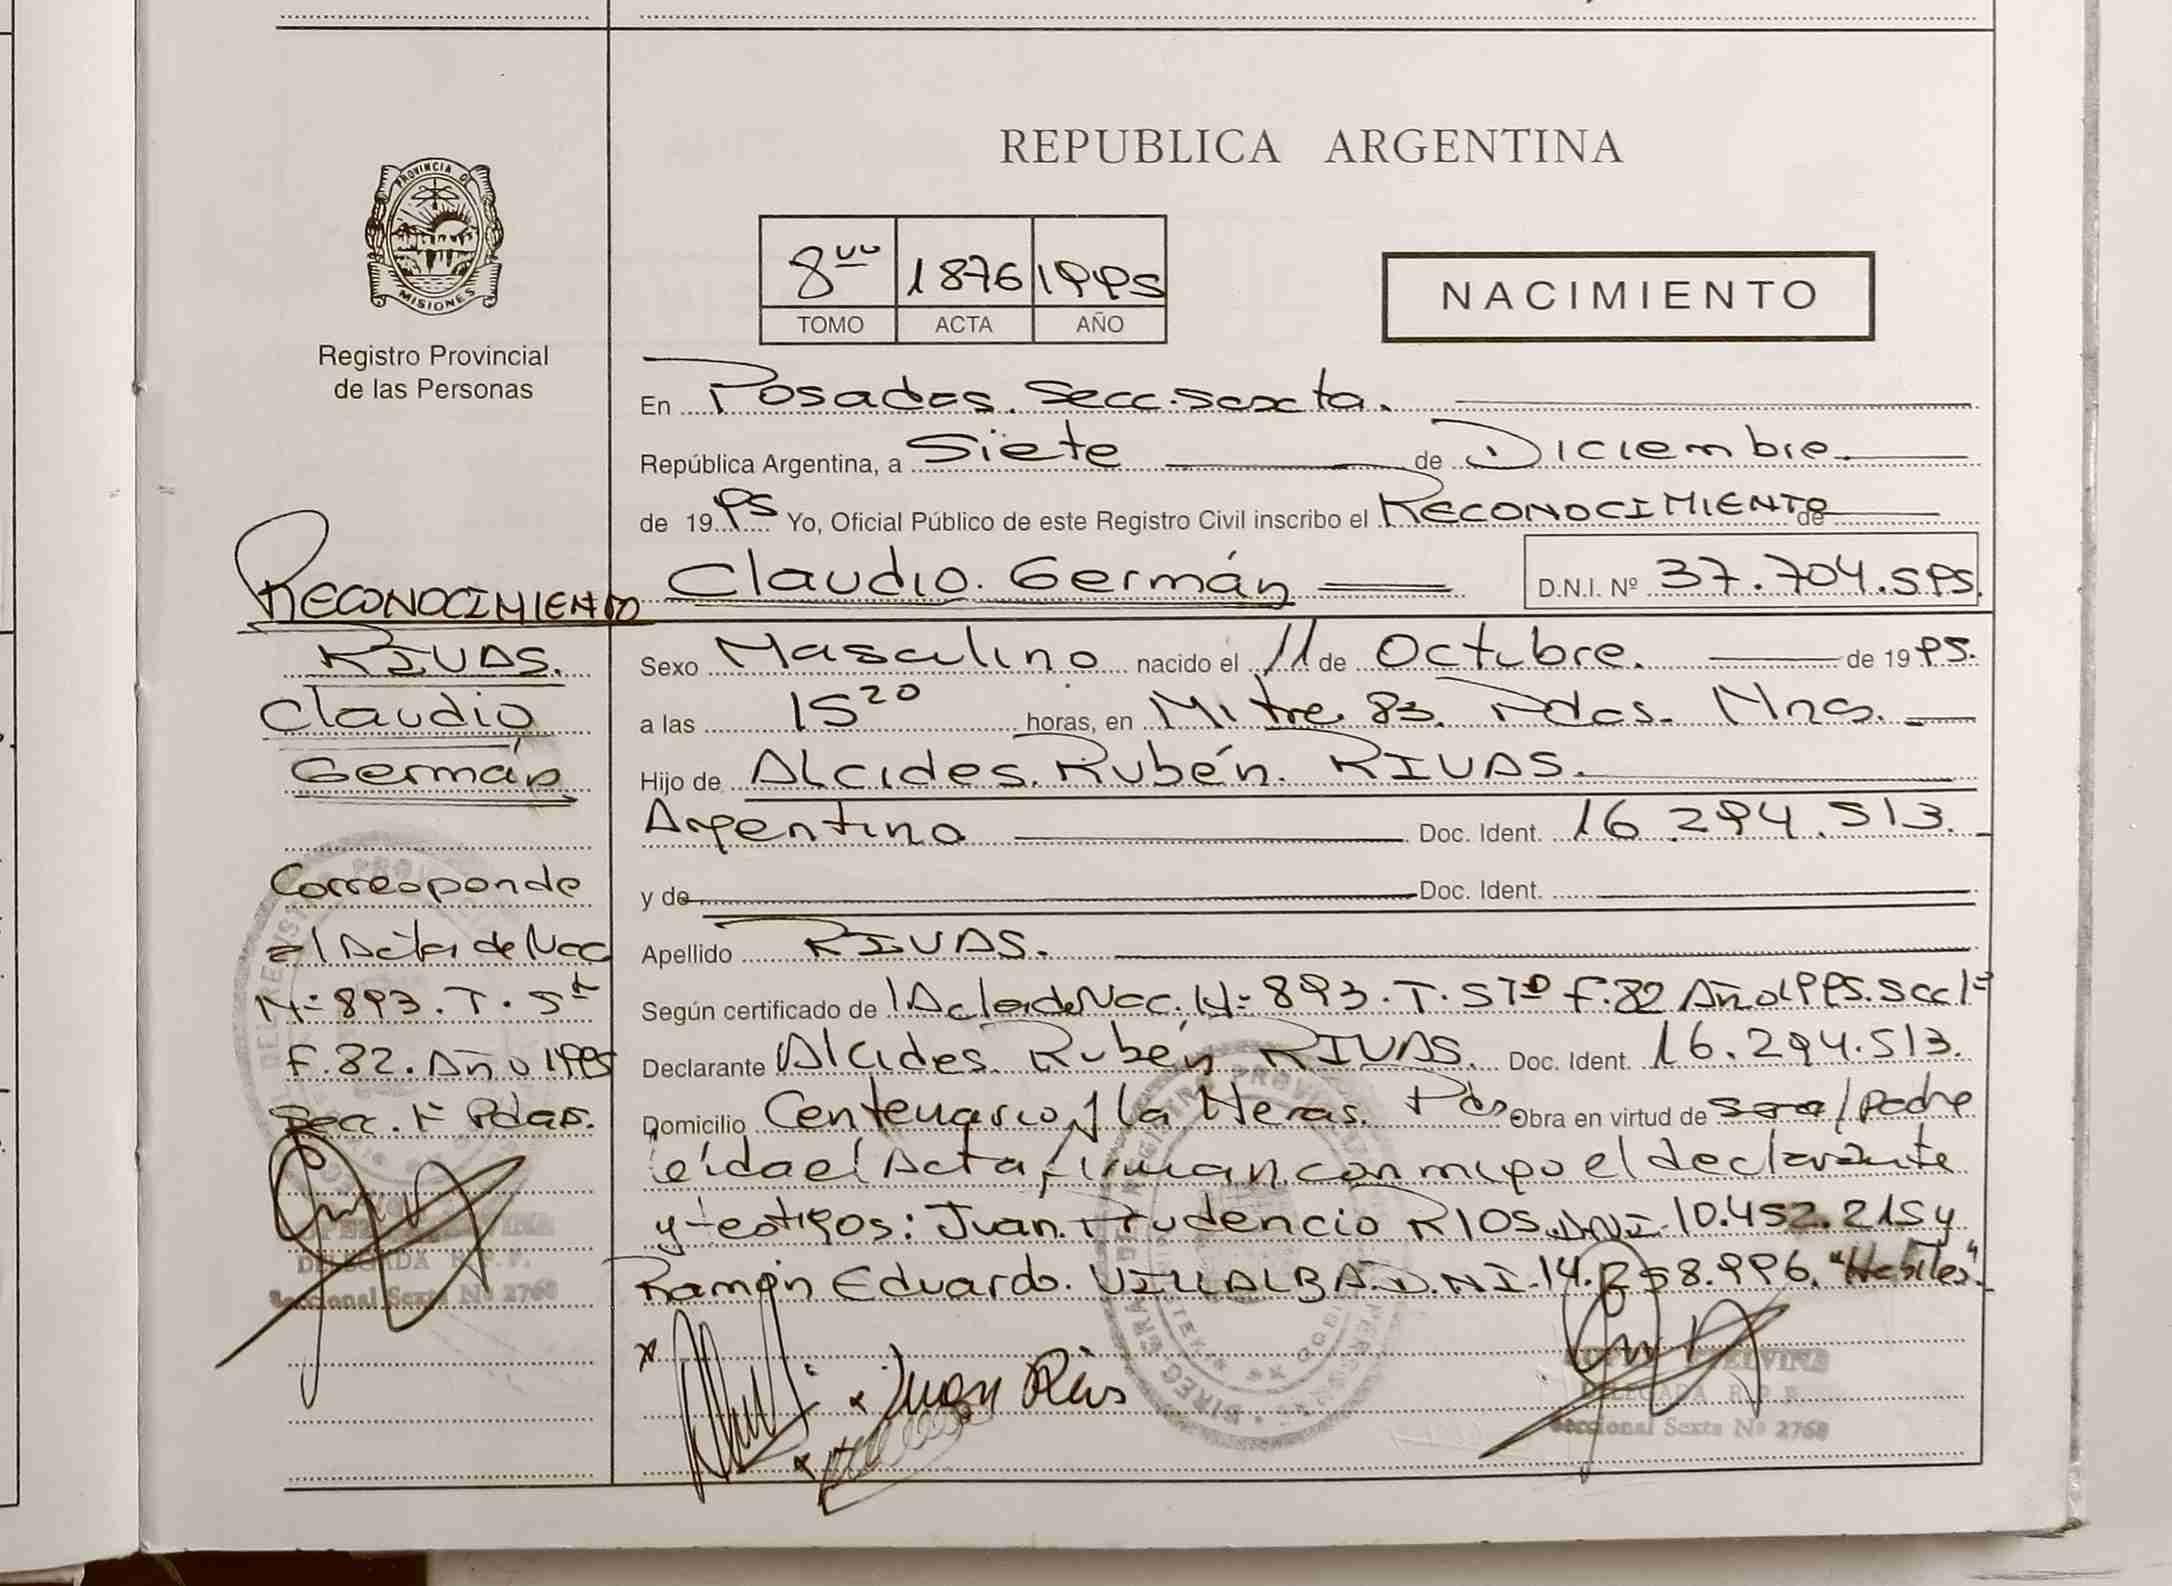 PROVINCIA D
MISIONES
Registro Provincial
de las Personas
RECONOCIMIENTO
RIVAS.
Claudio
Germán
Corresponde
al Acta de Nac
Nº 893. T. 5to
F. 82. Año 1995
Secc. 1ª Pdas.
DELEGADA R.P.P.
Seccional Sexta Nº 2768
REPUBLICA ARGENTINA
8vo 1876 1995
TOMO ACTA AÑO
NACIMIENTO
En Posadas. Secc. Sexta.
República Argentina, a Siete de Diciembre.
de 1995 Yo, Oficial Público de este Registro Civil inscribo el RECONOCIMIENTO de
Claudio. Germán D.N.I. Nº 37.704.595.
Sexo Masculino nacido el 11 de Octubre. de 1995.
a las 15 20 horas, en Mitre 83. Pdas. Mnes.
Hijo de Alcides. Rubén. RIVAS.
Argentino Doc. Ident. 16.294.513.
y de Doc. Ident.
Apellido RIVAS.
Según certificado de Acta de Nac. Nº 893. T. 5to F. 82 Año 1995. Secc 1ª
Declarante Alcides Rubén RIVAS. Doc. Ident. 16.294.513.
Domicilio Centenario y la Heras. Pdas. Obra en virtud de ser el padre
leída el Acta firman conmigo el declarante
y testigos: Juan. Prudencio RIOS. DNI 10.452.215 y
Ramón Eduardo. VILLALBA. D.N.I. 14.258.996. "Habiles".
Juan Rios
DELEGADA R.P.P.
Seccional Sexta Nº 2768